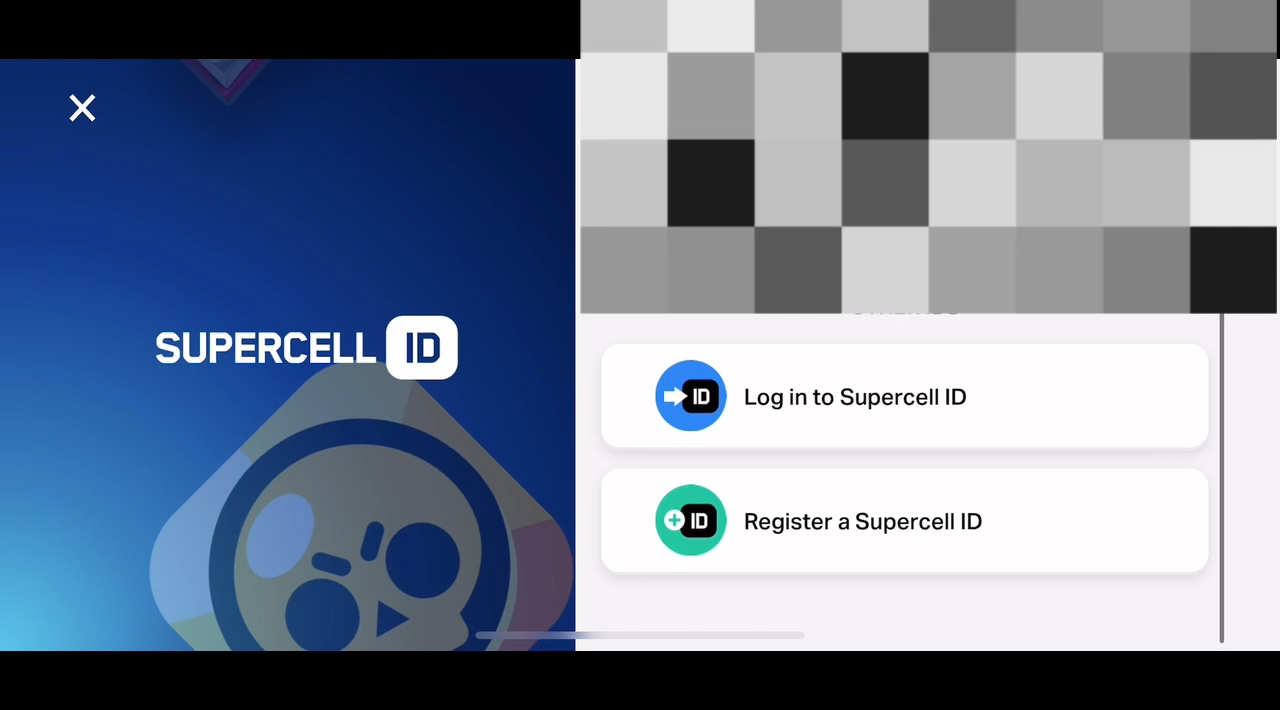 SUPERCELL ID
ID Log in to Supercell ID
ID Register a Supercell ID